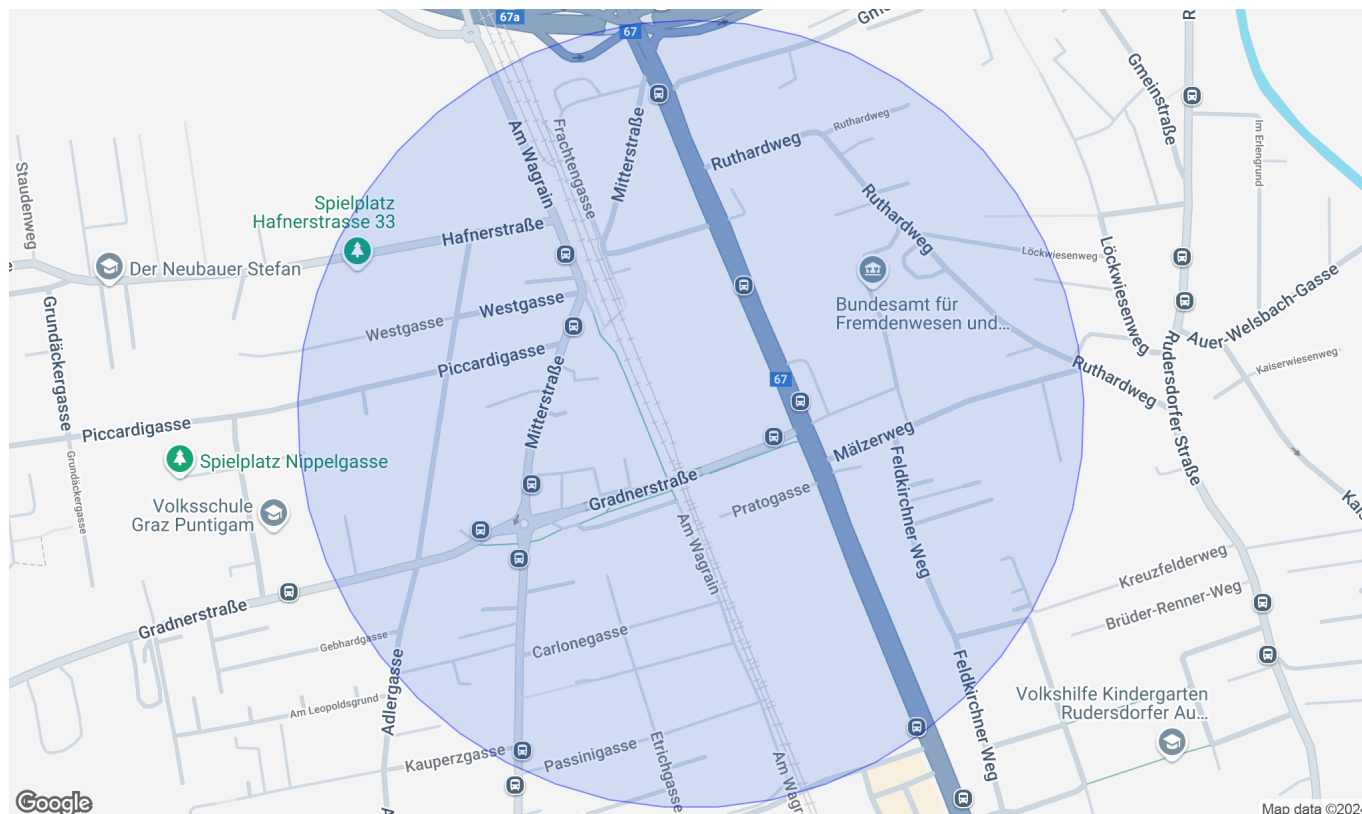 67a
67
Gm
R
Gmeinstraße
Im Erlengrund
Am Wagrain
Frachtengasse
Mitterstraße
Ruthardweg
Ruthardweg
Staudenweg
Spielplatz
Hafnerstrasse 33
Hafnerstraße
Ruthardweg
Löckwiesenweg
Löckwiesenweg
e
Der Neubauer Stefan
Grundäckergasse
Westgasse
Westgasse
Bundesamt für
Fremdenwesen und...
Auer-Welsbach-Gasse
Kaiserwiesenweg
Piccardigasse
Mitterstraße
67
Ruthardweg
Rudersdorfer Straße
Piccardigasse
Spielplatz Nippelgasse
Grundäckergasse
Mälzerweg
Gradnerstraße
Pratogasse
Feldkirchner Weg
Volksschule
Graz Puntigam
Kais
Am Wagrain
Kreuzfelderweg
Brüder-Renner-Weg
Gradnerstraße
Gebhardgasse
Carlonegasse
Adlergasse
Am Leopoldsgrund
Feldkirchner Weg
Volkshilfe Kindergarten
Rudersdorfer Au...
Kauperzgasse
Passinigasse
Etrichgasse
Am Wagr
A
Google
Map data ©2024